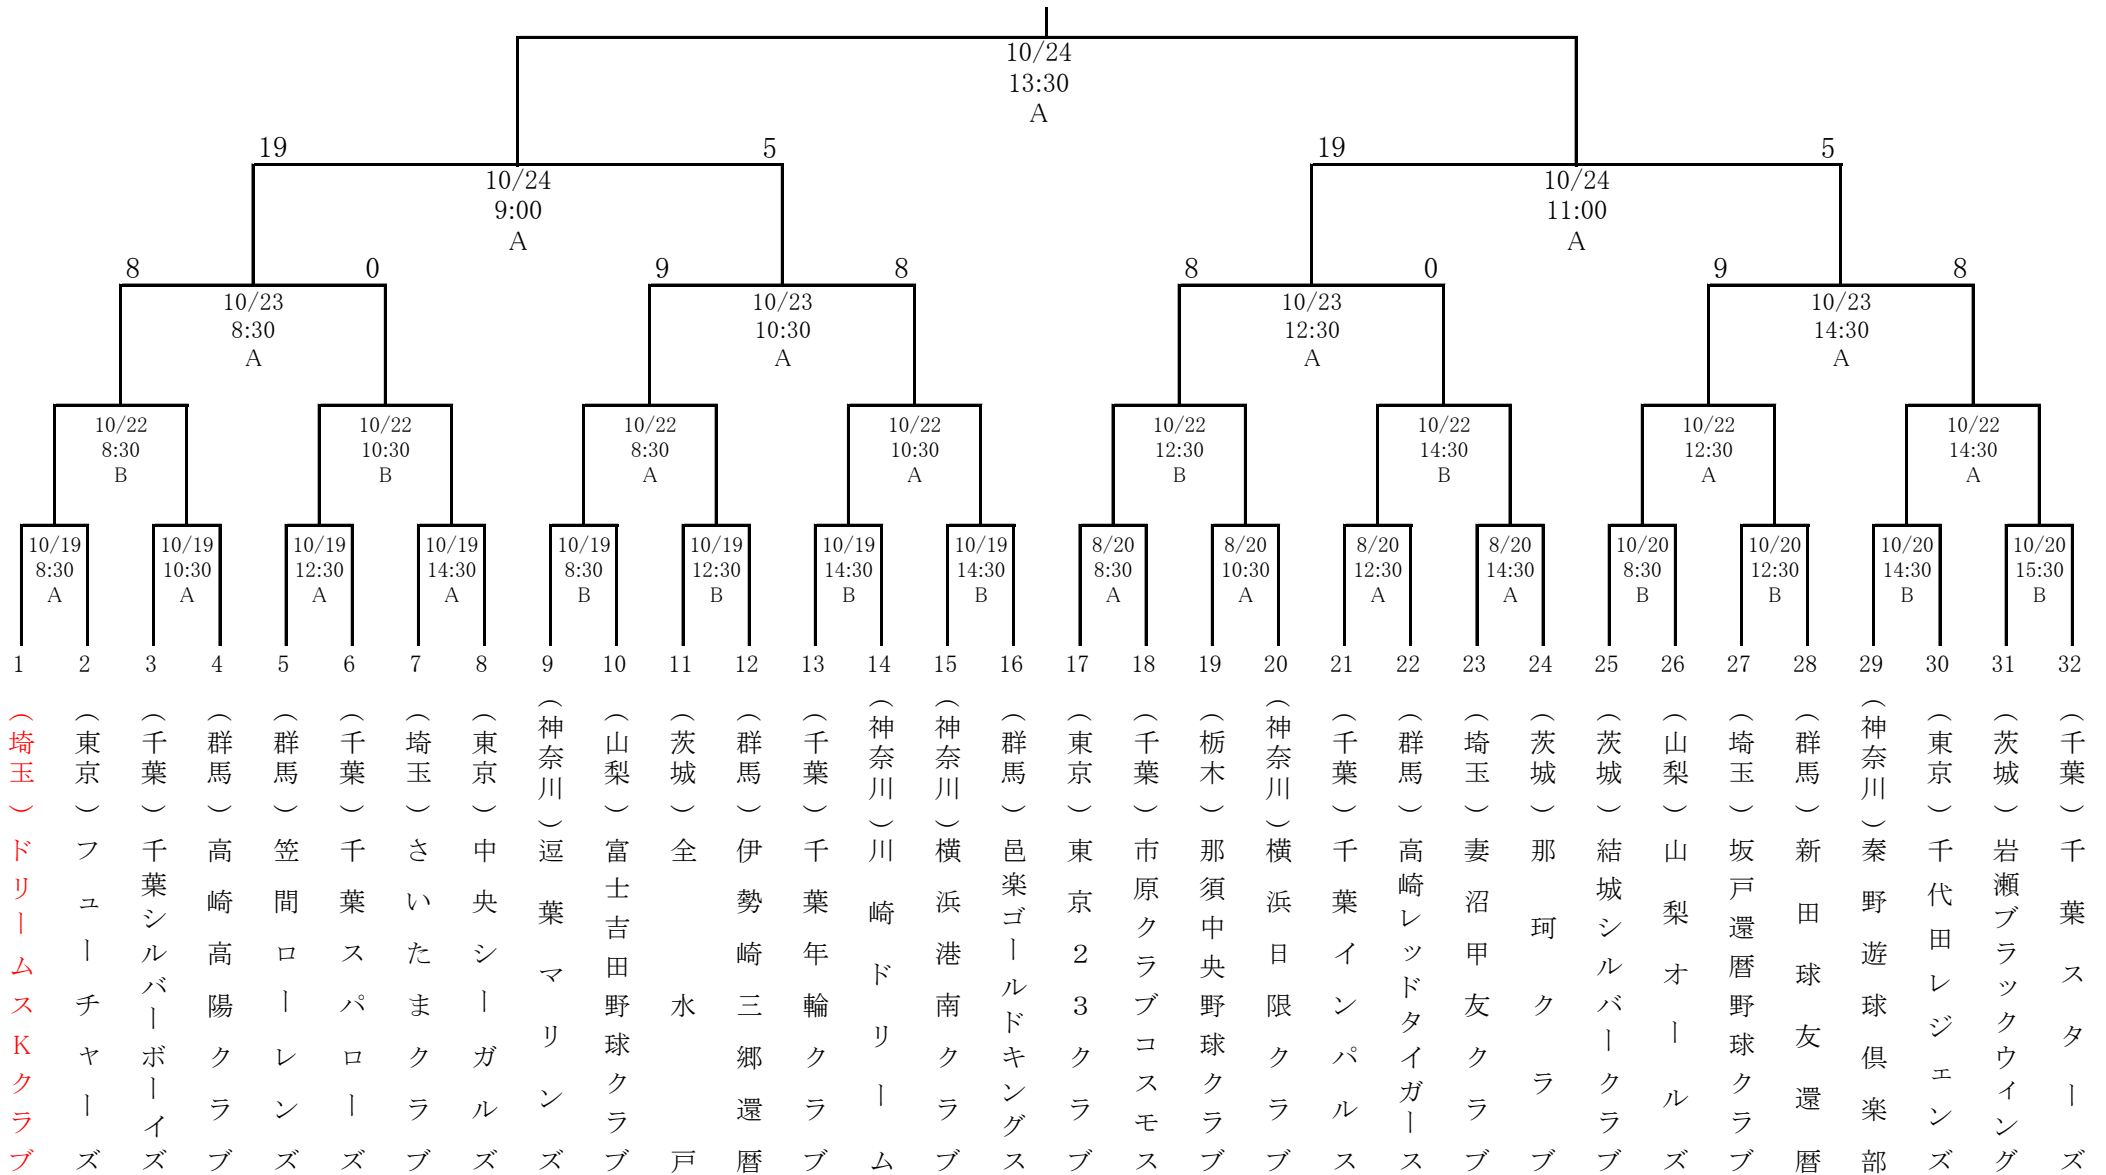 10/24
13:30
A
19 5 19 5
10/24 10/24
9:00 11:00
A A
8 0 9 8 8 0 9 8
10/23 10/23 10/23 10/23
8:30 10:30 12:30 14:30
A A A A
10/22 10/22 10/22 10/22 10/22 10/22 10/22 10/22
8:30 10:30 8:30 10:30 12:30 14:30 12:30 14:30
B B A A B B A A
10/19 10/19 10/19 10/19 10/19 10/19 10/19 10/19 8/20 8/20 8/20 8/20 10/20 10/20 10/20 10/20
8:30 10:30 12:30 14:30 8:30 12:30 14:30 14:30 8:30 10:30 12:30 14:30 8:30 12:30 14:30 15:30
A A A A B B B B A A A A B B B B
1 2 3 4 5 6 7 8 9 10 11 12 13 14 15 16 17 18 19 20 21 22 23 24 25 26 27 28 29 30 31 32
(埼玉)ドリームスKクラブ
(東京)フューチャーズ
(千葉)千葉シルバーボーイズ
(群馬)高崎高陽クラブ
(群馬)笠間ローレンズ
(千葉)千葉スパローズ
(埼玉)さいたまクラブ
(東京)中央シーガルズ
(神奈川)逗葉マリンズ
(山梨)富士吉田野球クラブ
(茨城)全水戸
(群馬)伊勢崎三郷還暦
(千葉)千葉年輪クラブ
(神奈川)川崎ドリーム
(神奈川)横浜港南クラブ
(群馬)邑楽ゴールドキングス
(東京)東京23クラブ
(千葉)市原クラブコスモス
(栃木)那須中央野球クラブ
(神奈川)横浜日限クラブ
(千葉)千葉インパルス
(群馬)高崎レッドタイガース
(埼玉)妻沼甲友クラブ
(茨城)那珂クラブ
(茨城)結城シルバークラブ
(山梨)山梨オールズ
(埼玉)坂戸還暦野球クラブ
(群馬)新田球友還暦
(神奈川)秦野遊球倶楽部
(東京)千代田レジェンズ
(茨城)岩瀬ブラックウィング
(千葉)千葉スターズ